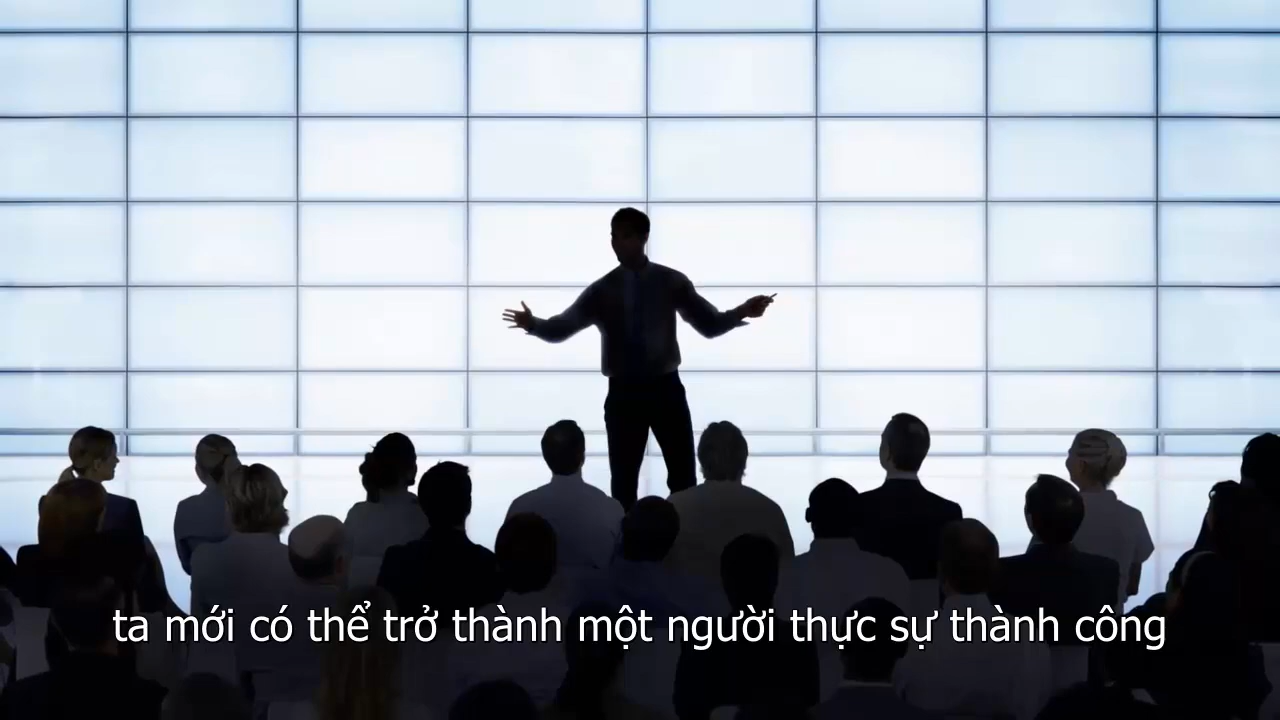 ta mới có thể trở thành một người thực sự thành công